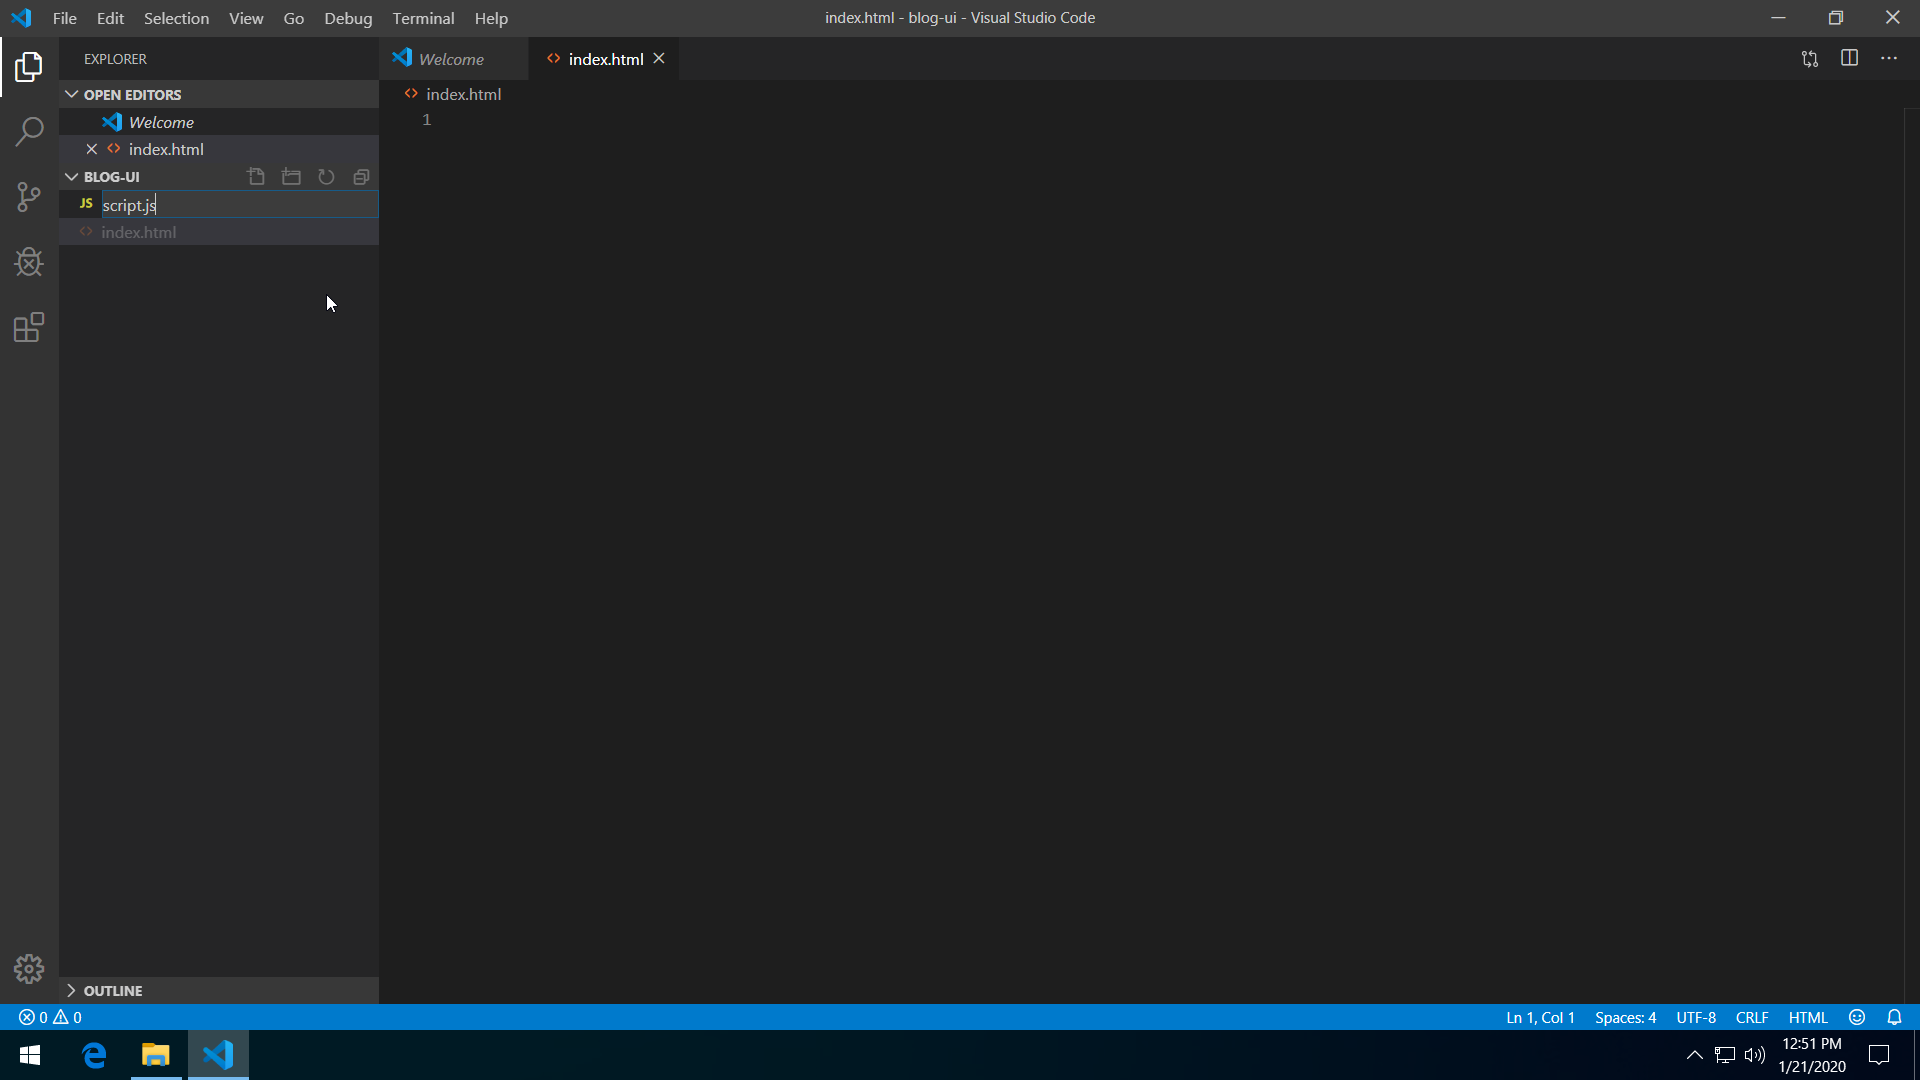 File Edit Selection View Go Debug Terminal Help
index.html - blog-ui - Visual Studio Code
EXPLORER
Welcome
index.html
OPEN EDITORS
index.html
Welcome
1
index.html
BLOG-UI
JS script.js
index.html
OUTLINE
0 0
Ln 1, Col 1 Spaces: 4 UTF-8 CRLF HTML
12:51 PM
1/21/2020